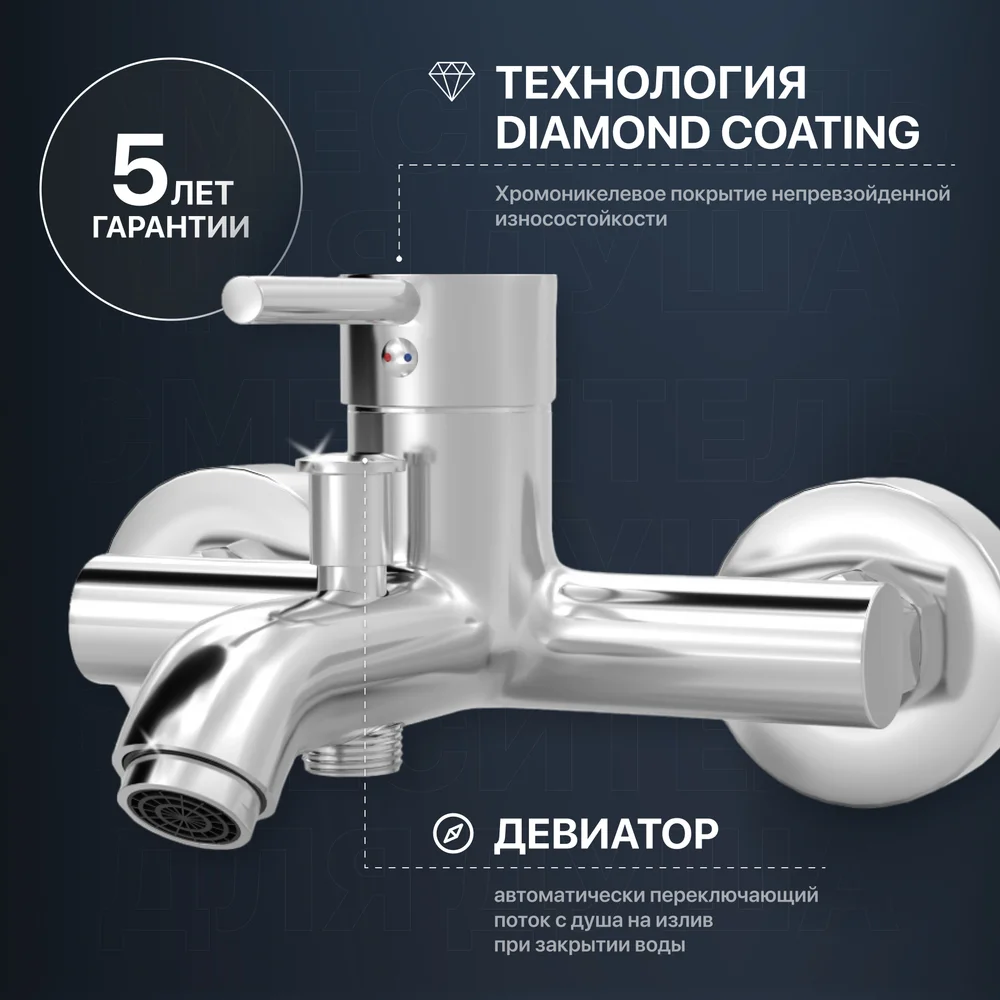 5 ЛЕТ
ГАРАНТИИ
ТЕХНОЛОГИЯ
DIAMOND COATING
Хромоникелевое покрытие непревзойденной
износостойкости
ДЕВИАТОР
автоматически переключающий
поток с душа на излив
при закрытии воды